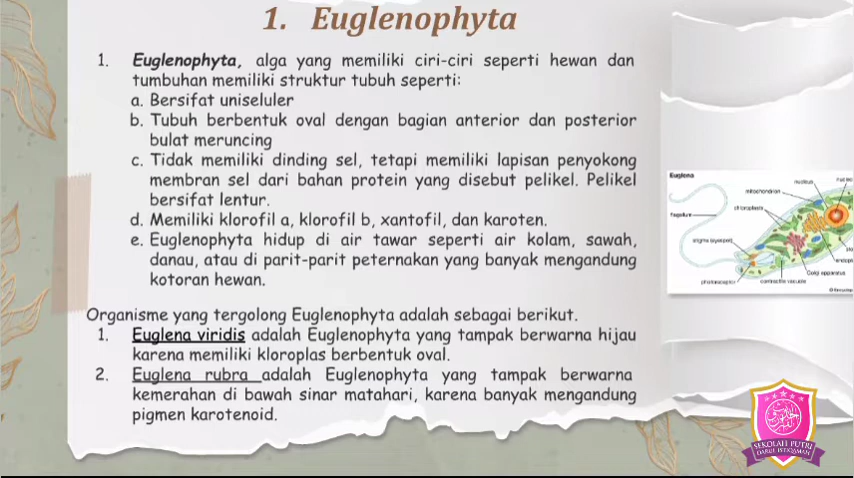 1. Euglenophyta
1. Euglenophyta, alga yang memiliki ciri-ciri seperti hewan dan
tumbuhan memiliki struktur tubuh seperti:
a. Bersifat uniseluler
b. Tubuh berbentuk oval dengan bagian anterior dan posterior
bulat meruncing
c. Tidak memiliki dinding sel, tetapi memiliki lapisan penyokong
membran sel dari bahan protein yang disebut pelikel. Pelikel
bersifat lentur.
d. Memiliki klorofil a, klorofil b, xantofil, dan karoten.
e. Euglenophyta hidup di air tawar seperti air kolam, sawah,
danau, atau di parit-parit peternakan yang banyak mengandung
kotoran hewan.
Organisme yang tergolong Euglenophyta adalah sebagai berikut.
1. Euglena viridis adalah Euglenophyta yang tampak berwarna hijau
karena memiliki kloroplas berbentuk oval.
2. Euglena rubra adalah Euglenophyta yang tampak berwarna
kemerahan di bawah sinar matahari, karena banyak mengandung
pigmen karotenoid.
Euglena
nucleus
mitochondrion
chloroplasts
flagellum
stigma (eyespot)
Golgi apparatus
photoreceptor
contractile vacuole
SEKOLAH PUTRI
DARUL ISTIQAMAH